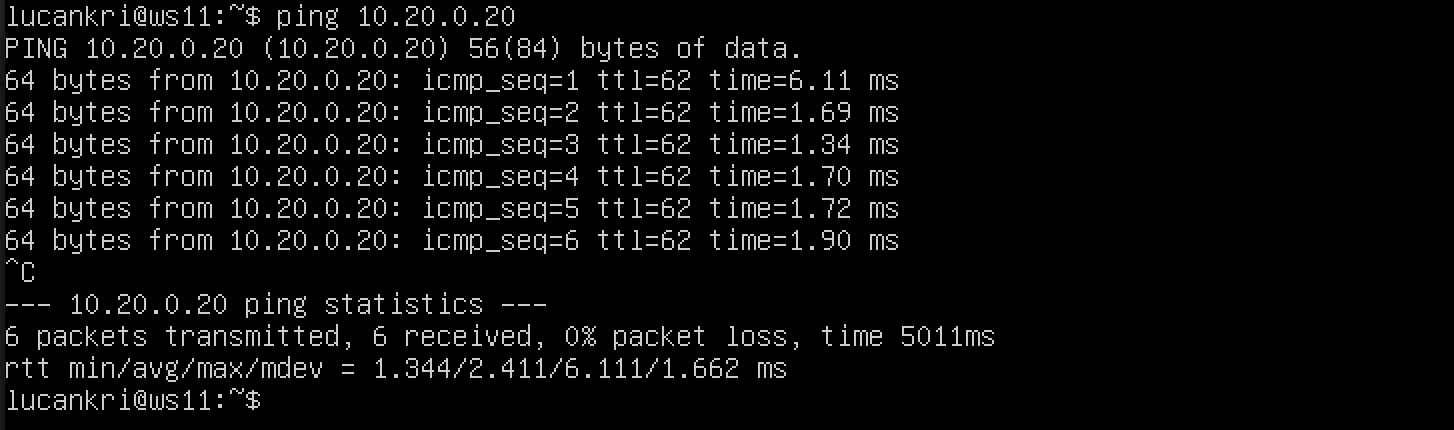 lucankri@ws11:~$ ping 10.20.0.20
PING 10.20.0.20 (10.20.0.20) 56(84) bytes of data.
64 bytes from 10.20.0.20: icmp_seq=1 ttl=62 time=6.11 ms
64 bytes from 10.20.0.20: icmp_seq=2 ttl=62 time=1.69 ms
64 bytes from 10.20.0.20: icmp_seq=3 ttl=62 time=1.34 ms
64 bytes from 10.20.0.20: icmp_seq=4 ttl=62 time=1.70 ms
64 bytes from 10.20.0.20: icmp_seq=5 ttl=62 time=1.72 ms
64 bytes from 10.20.0.20: icmp_seq=6 ttl=62 time=1.90 ms
^C
--- 10.20.0.20 ping statistics ---
6 packets transmitted, 6 received, 0% packet loss, time 5011ms
rtt min/avg/max/mdev = 1.344/2.411/6.111/1.662 ms
lucankri@ws11:~$